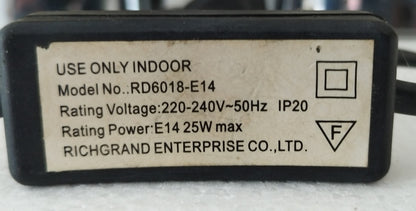 USE ONLY INDOOR
Model No.:RD6018-E14
Rating Voltage:220-240V~50Hz IP20
Rating Power:E14 25W max
F
RICHGRAND ENTERPRISE CO.,LTD.